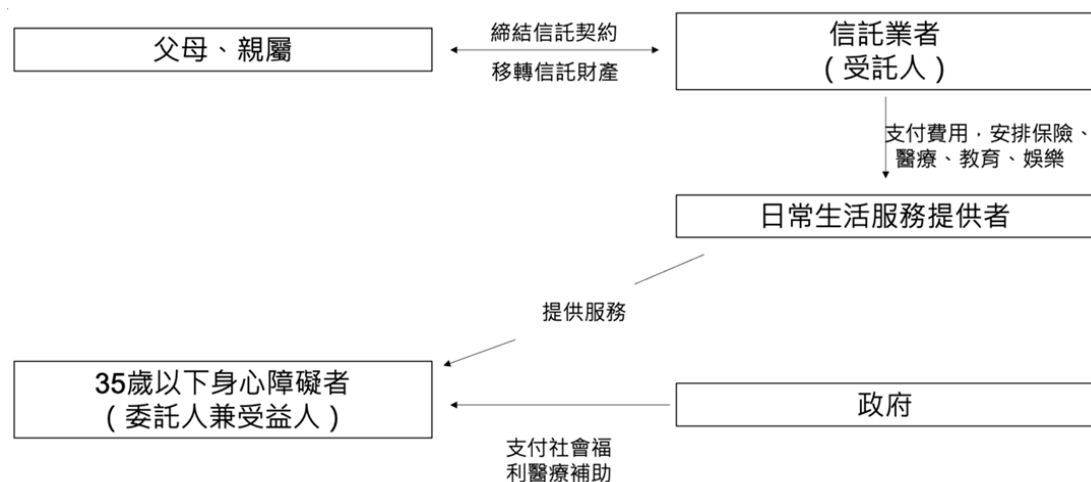 父母、親屬
締結信託契約
移轉信託財產
信託業者
（受託人）
支付費用，安排保險、
醫療、教育、娛樂
日常生活服務提供者
提供服務
35歲以下身心障礙者
（委託人兼受益人）
政府
支付社會福
利醫療補助